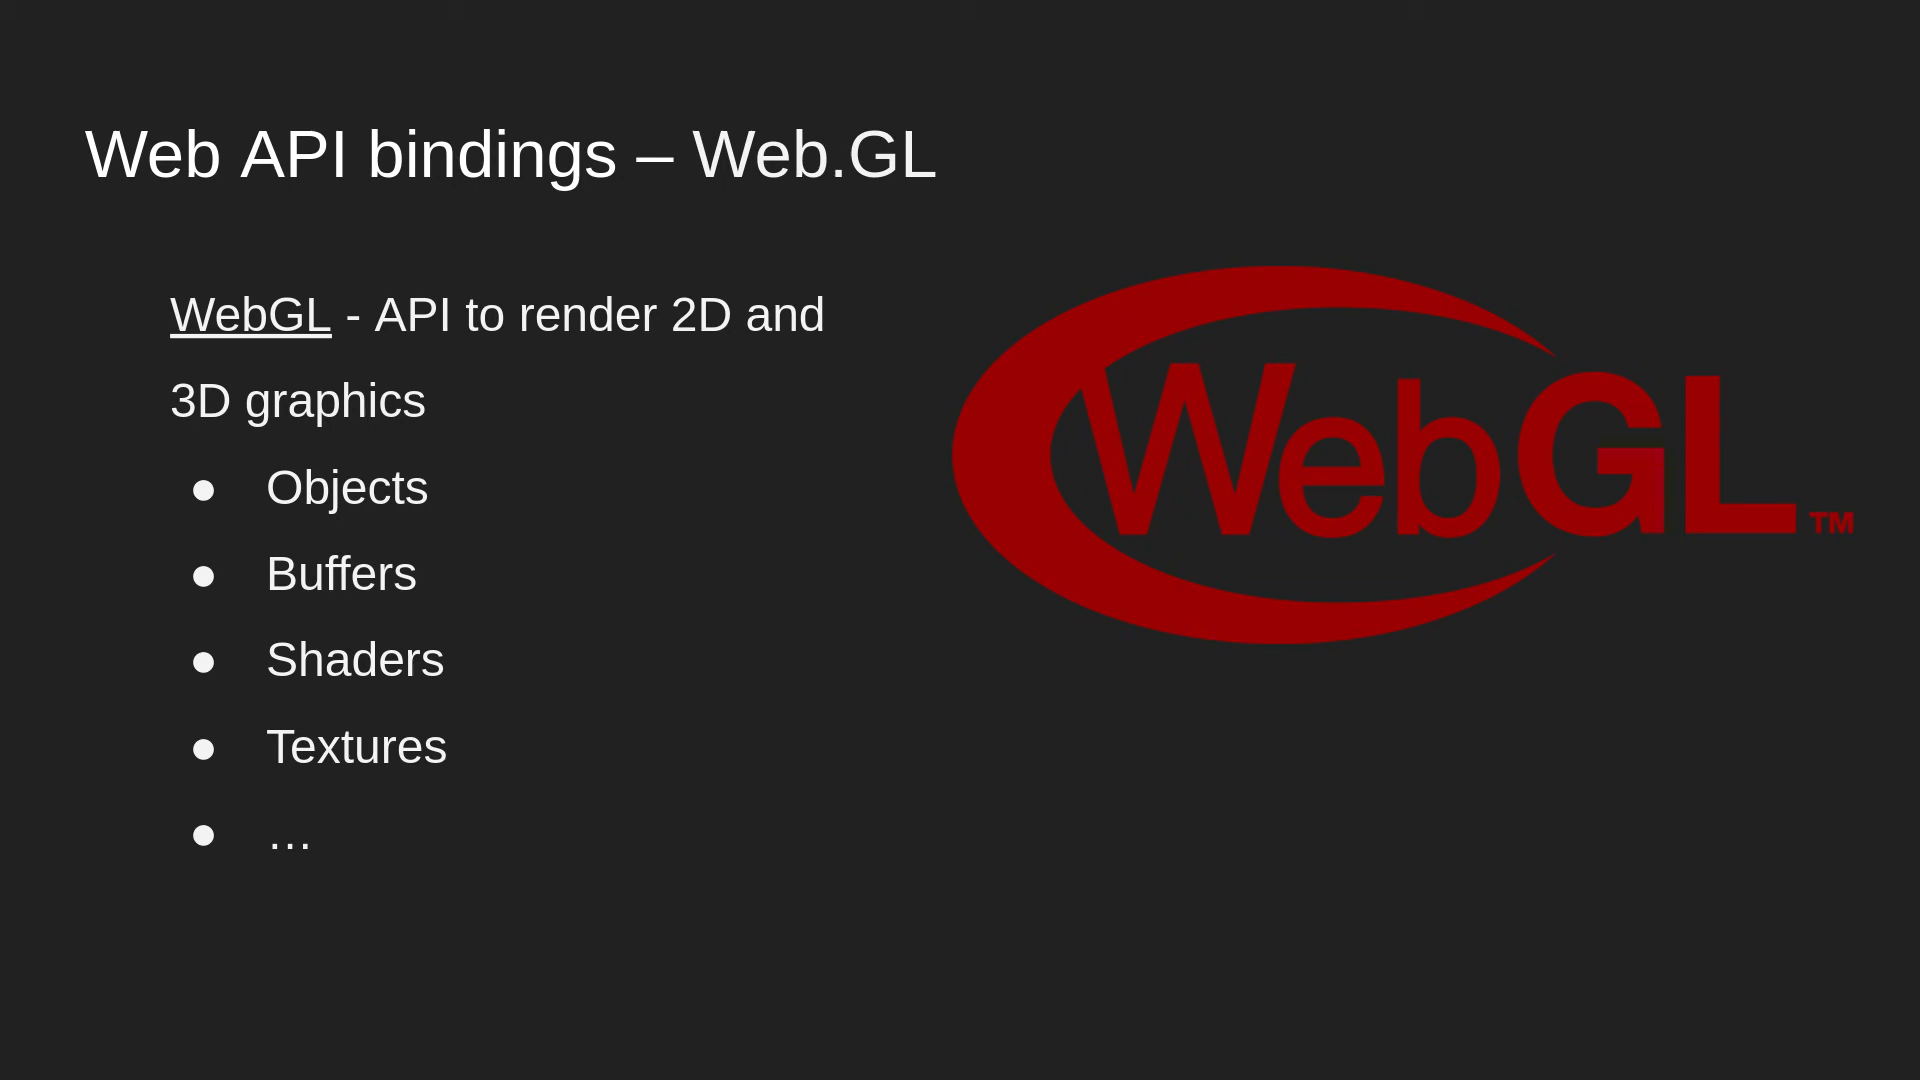 Web API bindings – Web.GL
WebGL - API to render 2D and
3D graphics
● Objects
● Buffers
● Shaders
● Textures
● …
WebGL™